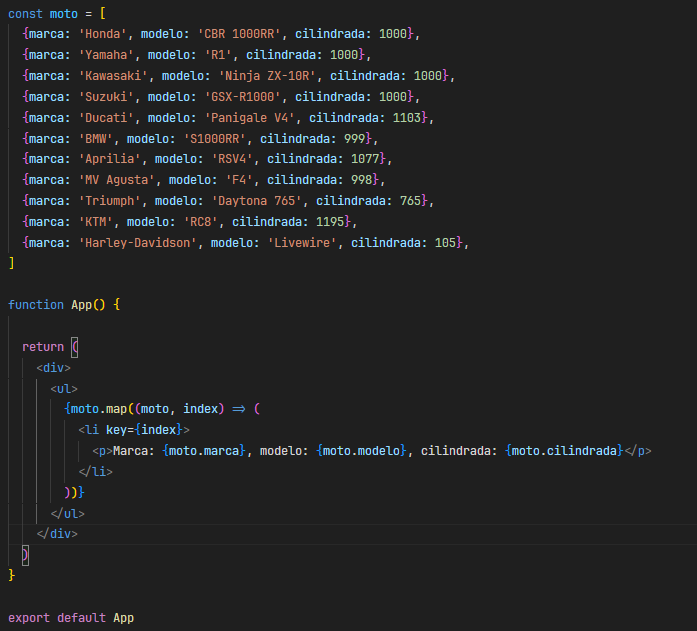 const moto = [
  {marca: 'Honda', modelo: 'CBR 1000RR', cilindrada: 1000},
  {marca: 'Yamaha', modelo: 'R1', cilindrada: 1000},
  {marca: 'Kawasaki', modelo: 'Ninja ZX-10R', cilindrada: 1000},
  {marca: 'Suzuki', modelo: 'GSX-R1000', cilindrada: 1000},
  {marca: 'Ducati', modelo: 'Panigale V4', cilindrada: 1103},
  {marca: 'BMW', modelo: 'S1000RR', cilindrada: 999},
  {marca: 'Aprilia', modelo: 'RSV4', cilindrada: 1077},
  {marca: 'MV Agusta', modelo: 'F4', cilindrada: 998},
  {marca: 'Triumph', modelo: 'Daytona 765', cilindrada: 765},
  {marca: 'KTM', modelo: 'RC8', cilindrada: 1195},
  {marca: 'Harley-Davidson', modelo: 'Livewire', cilindrada: 105},
]
function App() {
  return (
    <div>
      <ul>
        {moto.map((moto, index) => (
          <li key={index}>
            <p>Marca: {moto.marca}, modelo: {moto.modelo}, cilindrada: {moto.cilindrada}</p>
          </li>
        ))}
      </ul>
    </div>
  )
}
export default App